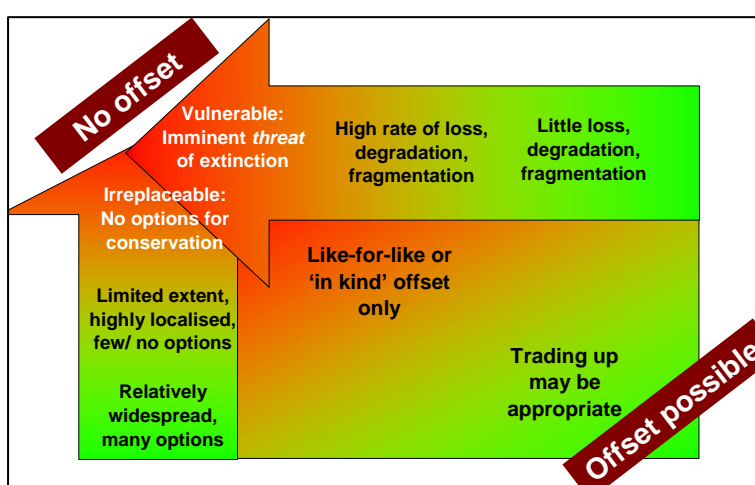 No offset
Vulnerable:
Imminent threat
of extinction
High rate of loss,
degradation,
fragmentation
Little loss,
degradation,
fragmentation
Irreplaceable:
No options for
conservation
Like-for-like or
‘in kind’ offset
only
Limited extent,
highly localised,
few/ no options
Trading up
may be
appropriate
Relatively
widespread,
many options
Offset possible